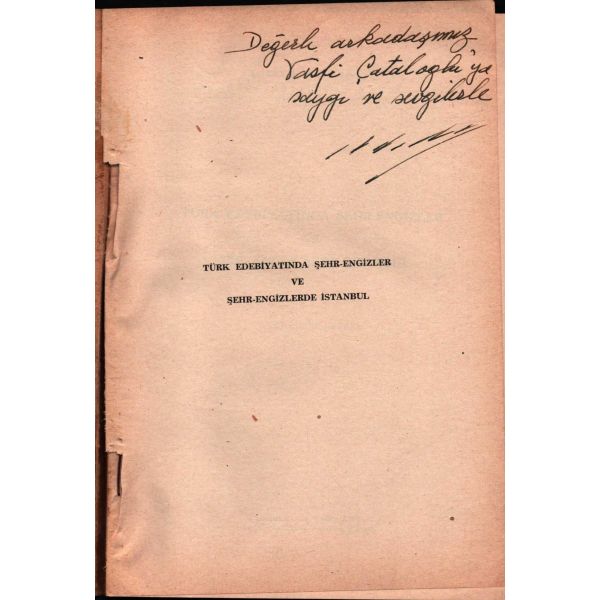 Değerli arkadaşımız
Vasfi Çataloğlu'ya
saygı ve sevgilerle
TÜRK EDEBİYATINDA ŞEHR-ENGİZLER
VE
ŞEHR-ENGİZLERDE İSTANBUL